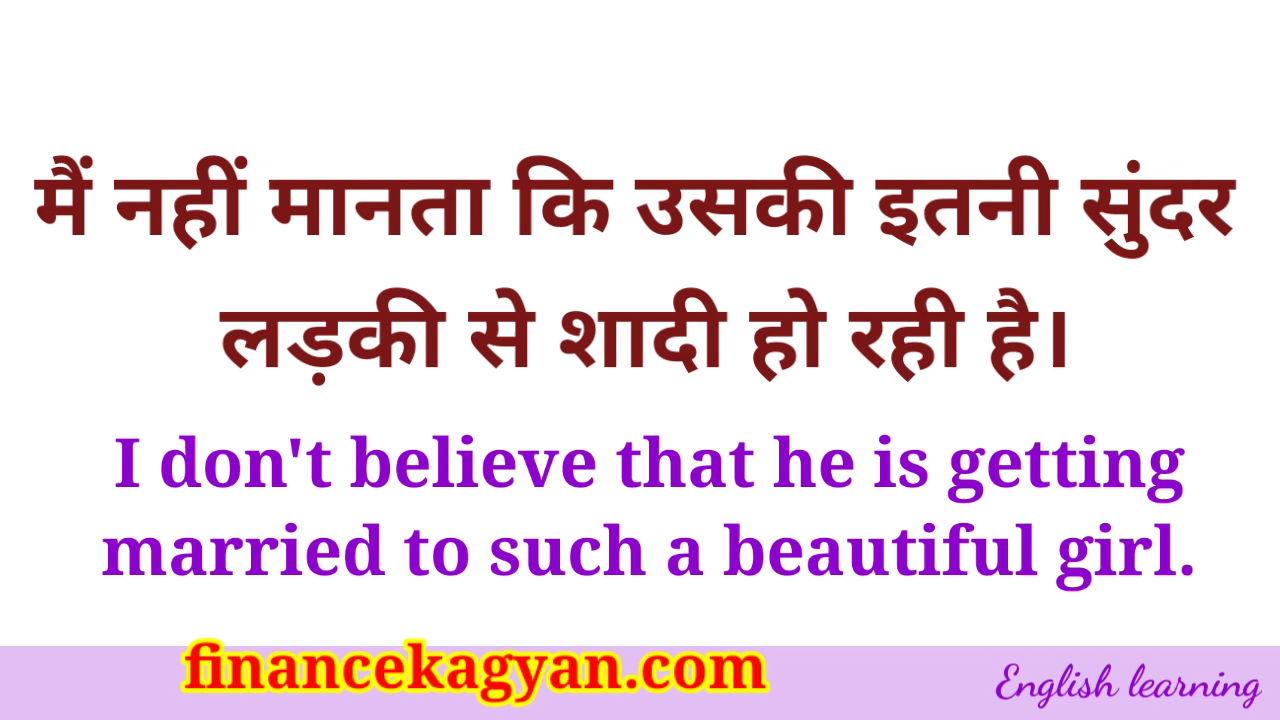 मैं नहीं मानता कि उसकी इतनी सुंदर
लड़की से शादी हो रही है।
I don't believe that he is getting
married to such a beautiful girl.
financekagyan.com
English learning